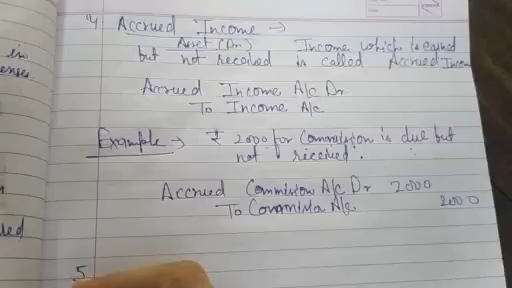 4) Accrued Income →
Asset (Dr) Income which is earned
but not received is called Accrued Income
Accrued Income A/c Dr
To Income A/c
Example → ₹ 2000 for Commission is due but
not received.
Accrued Commission A/c Dr 2000
To Commission A/c 2000
5